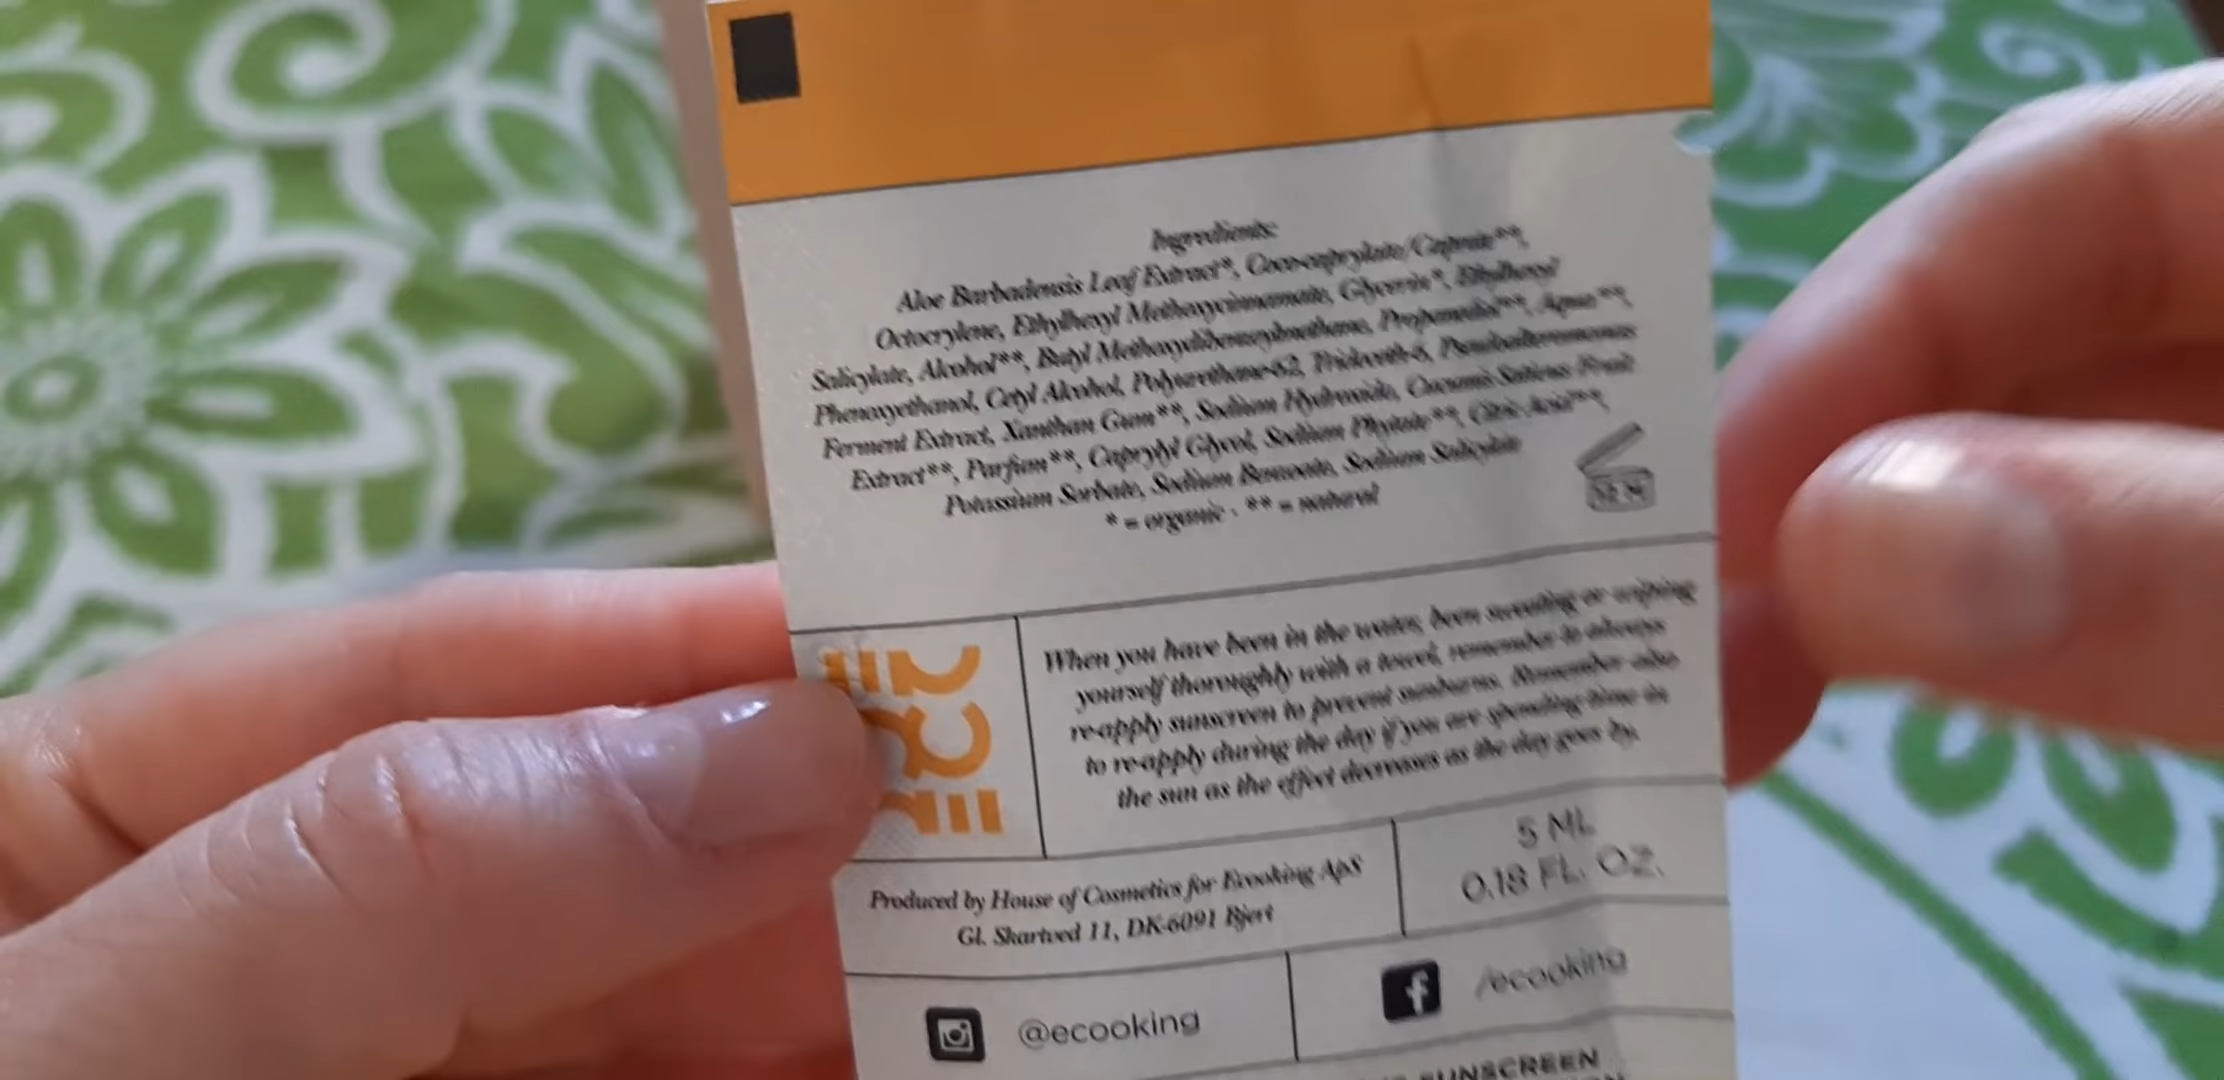 Ingredients:
Aloe Barbadensis Leaf Extract*, Coco-caprylate/Caprate**,
Octocrylene, Ethylhexyl Methoxycinnamate, Glycerin*, Ethylhexyl
Salicylate, Alcohol**, Butyl Methoxydibenzoylmethane, Propanediol**, Aqua**,
Phenoxyethanol, Cetyl Alcohol, Polyurethane-62, Trideceth-6, Pseudoalteromonas
Ferment Extract, Xanthan Gum**, Sodium Hydroxide, Cucumis Sativus Fruit
Extract**, Parfum**, Caprylyl Glycol, Sodium Phytate**, Citric Acid**,
Potassium Sorbate, Sodium Benzoate, Sodium Salicylate
* = organic · ** = natural
12 M
When you have been in the water, been sweating or wiping
yourself thoroughly with a towel, remember to always
re-apply sunscreen to prevent sunburns. Remember also
to re-apply during the day if you are spending time in
the sun as the effect decreases as the day goes by.
Produced by House of Cosmetics for Ecooking ApS
Gl. Skartved 11, DK-6091 Bjert
5 ML
0.18 FL. OZ.
@ecooking
/ecooking
SUNSCREEN